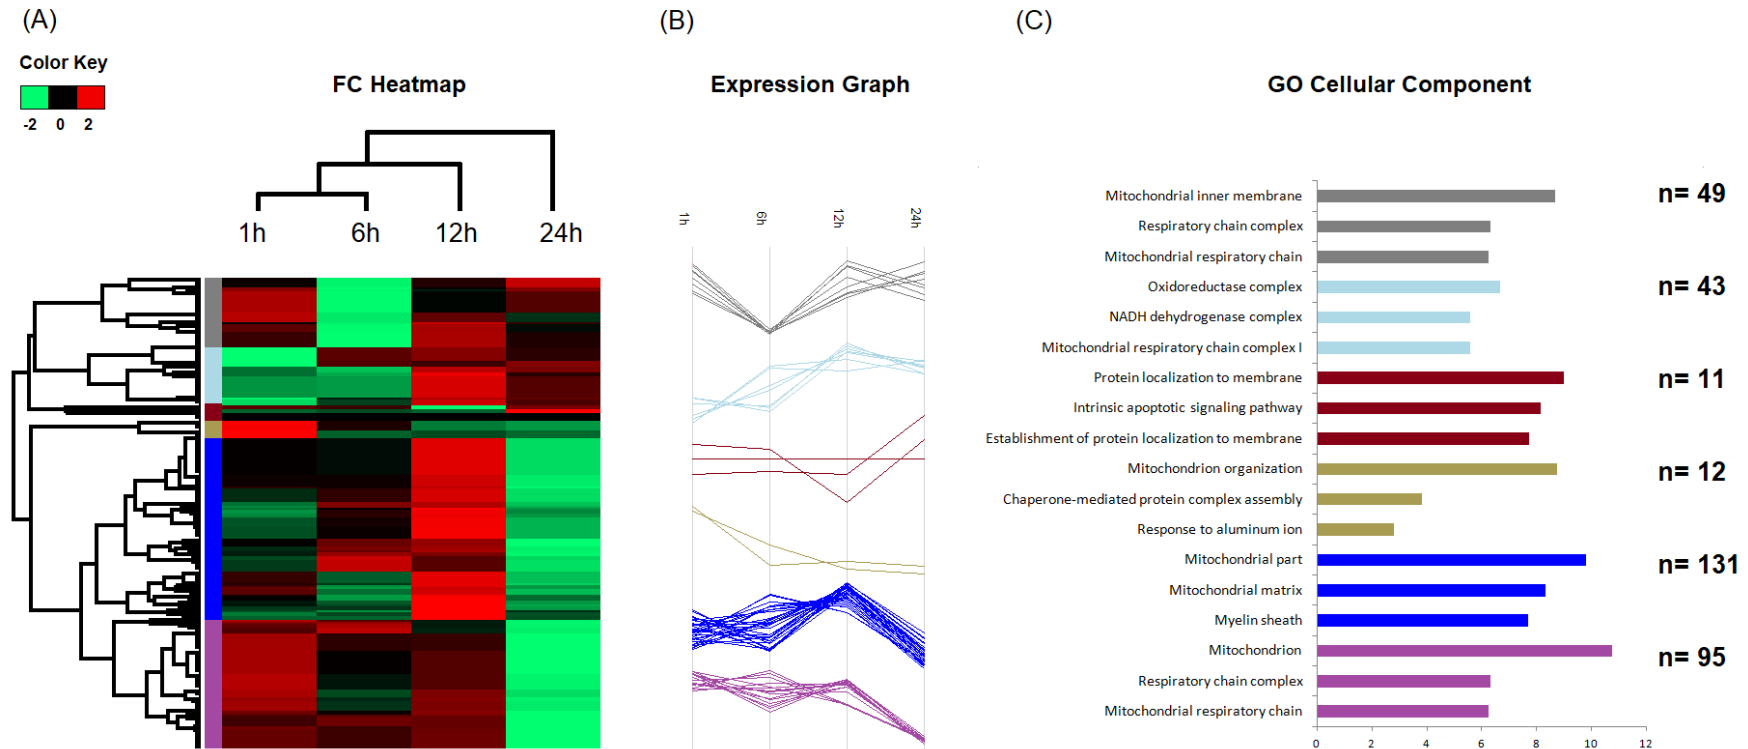 (A)
(B)
(C)
Color Key
-2 0 2
FC Heatmap
1h 6h 12h 24h
Expression Graph
1h 6h 12h 24h
GO Cellular Component
Mitochondrial inner membrane
Respiratory chain complex
Mitochondrial respiratory chain
Oxidoreductase complex
NADH dehydrogenase complex
Mitochondrial respiratory chain complex I
Protein localization to membrane
Intrinsic apoptotic signaling pathway
Establishment of protein localization to membrane
Mitochondrion organization
Chaperone-mediated protein complex assembly
Response to aluminum ion
Mitochondrial part
Mitochondrial matrix
Myelin sheath
Mitochondrion
Respiratory chain complex
Mitochondrial respiratory chain
0 2 4 6 8 10 12
n= 49
n= 43
n= 11
n= 12
n= 131
n= 95